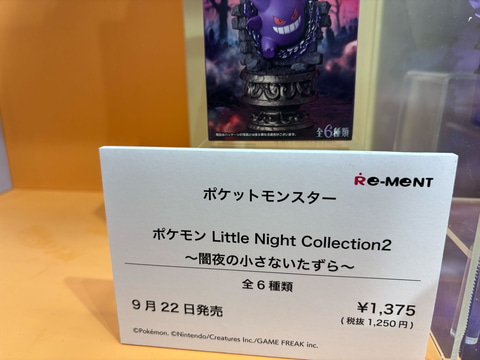 全6種類
Re-MeNT
ポケットモンスター
ポケモン Little Night Collection2
～闇夜の小さないたずら～
全6種類
9月22日発売
¥1,375
(税抜 1,250円)
©Pokémon. ©Nintendo/Creatures Inc./GAME FREAK inc.